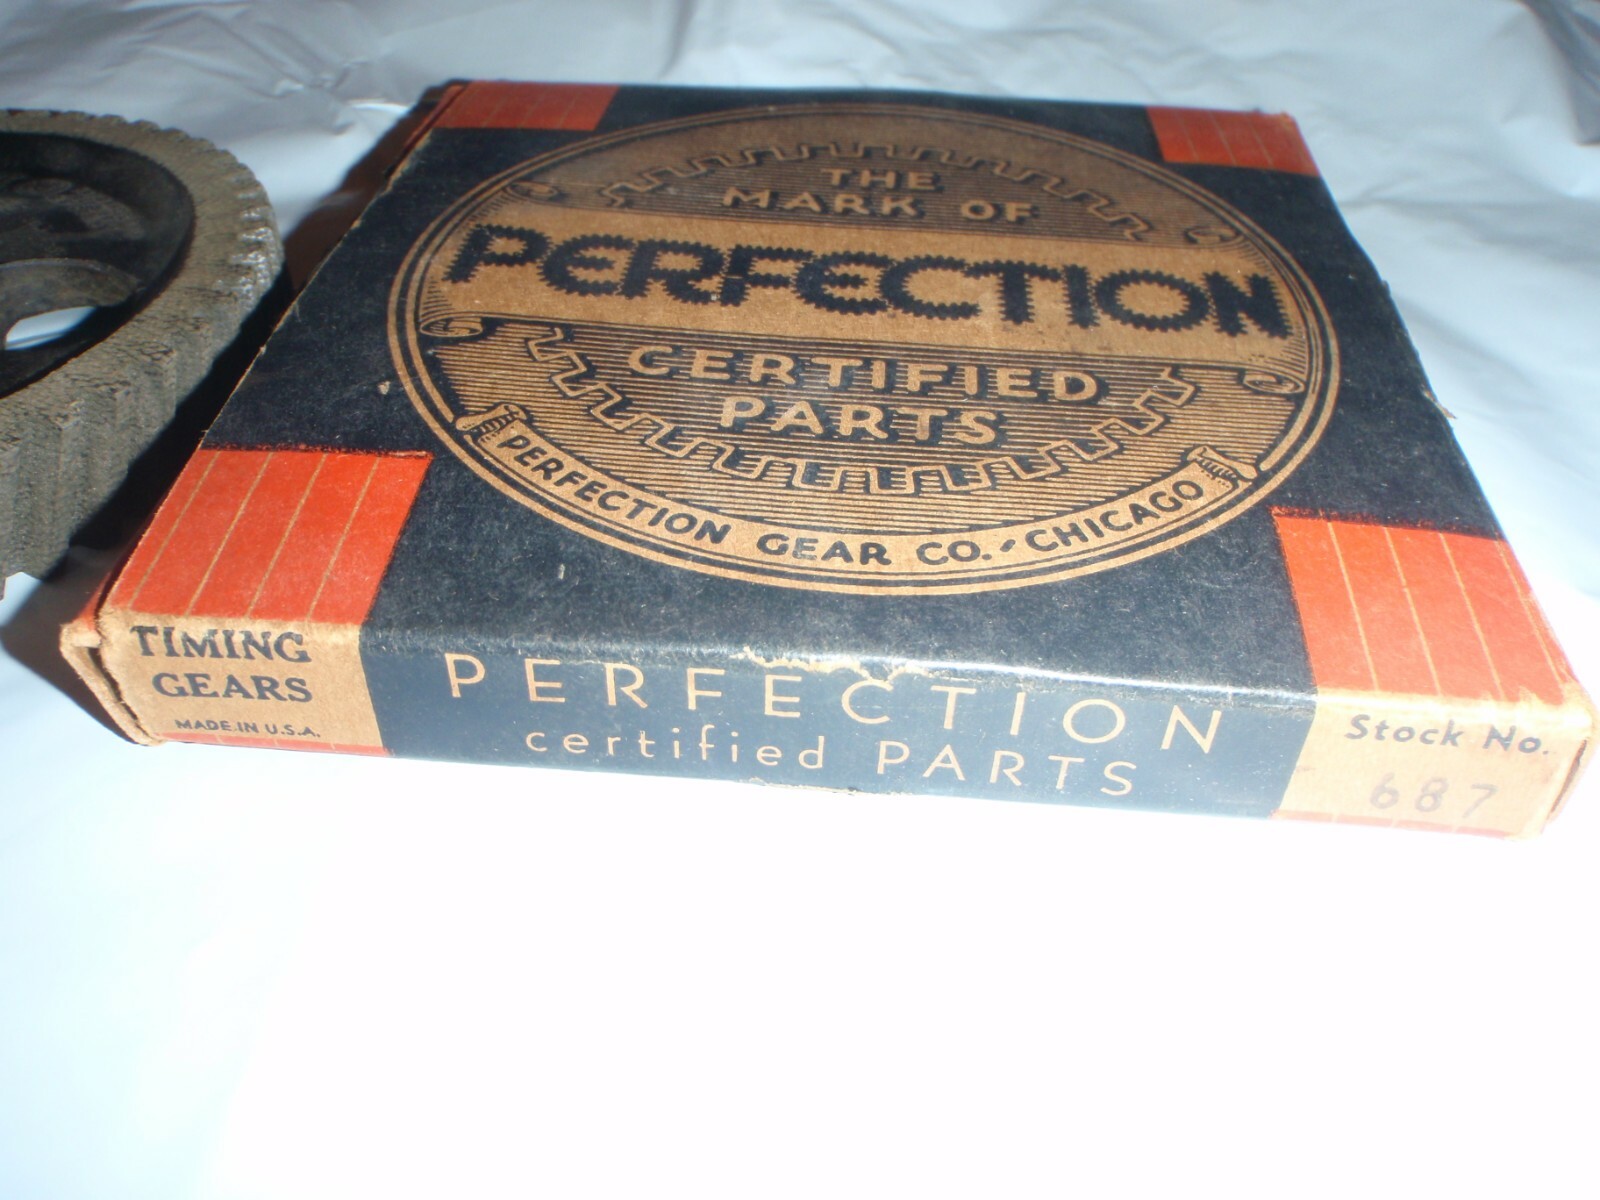 THE
MARK OF
PERFECTION
CERTIFIED
PARTS
PERFECTION GEAR CO. - CHICAGO
TIMING
GEARS
MADE IN U.S.A.
PERFECTION
certified PARTS
Stock No.
687